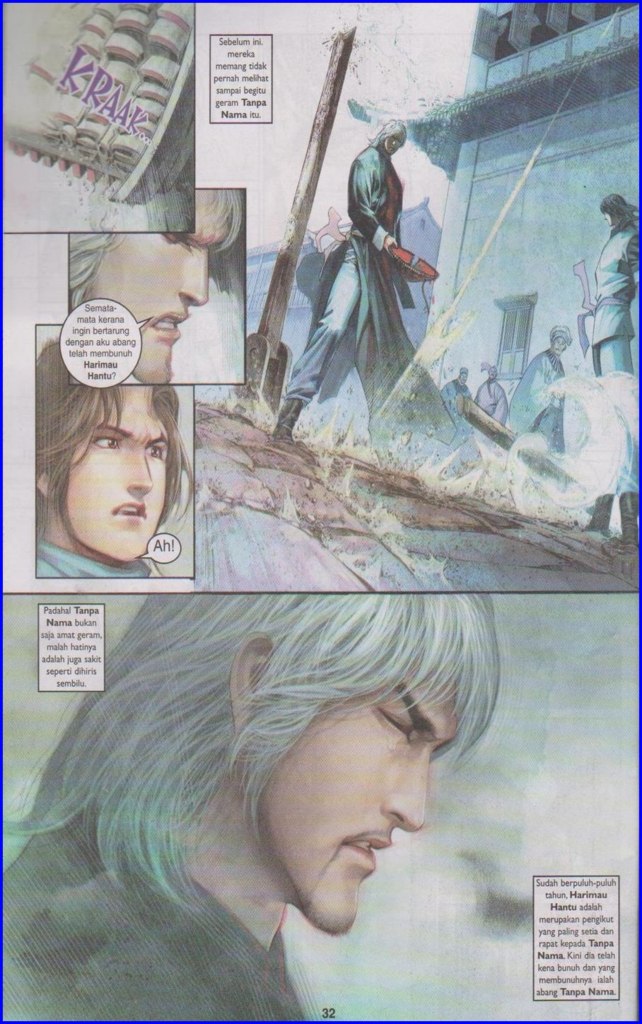 KRAAK...
Sebelum ini,
mereka
memang tidak
pernah melihat
sampai begitu
geram Tanpa
Nama itu.
Semata-
mata kerana
ingin bertarung
dengan aku abang
telah membunuh
Harimau
Hantu?
Ah!
Padahal Tanpa
Nama bukan
saja amat geram,
malah hatinya
adalah juga sakit
seperti dihiris
sembilu.
Sudah berpuluh-puluh
tahun, Harimau
Hantu adalah
merupakan pengikut
yang paling setia dan
rapat kepada Tanpa
Nama. Kini dia telah
kena bunuh dan yang
membunuhnya ialah
abang Tanpa Nama.
32